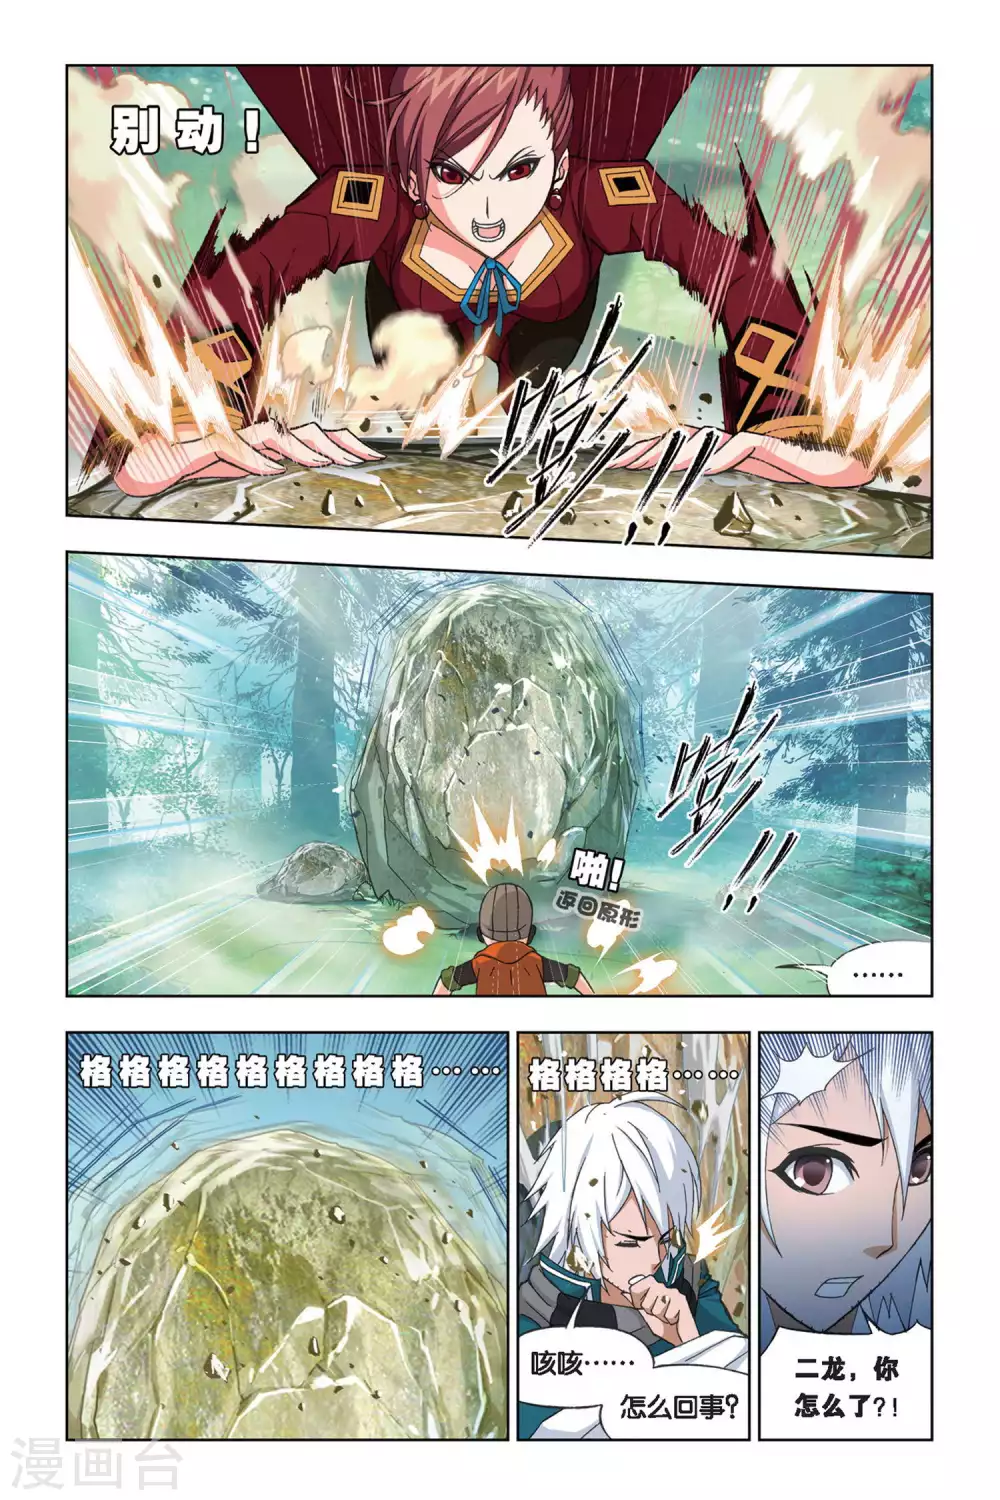 别动！
嘭!!
嘭!!
啪！
返回原形
……
格格格格格格格格格……
格格格格……
咳咳……
怎么回事？
二龙，你
怎么了？！
漫画台